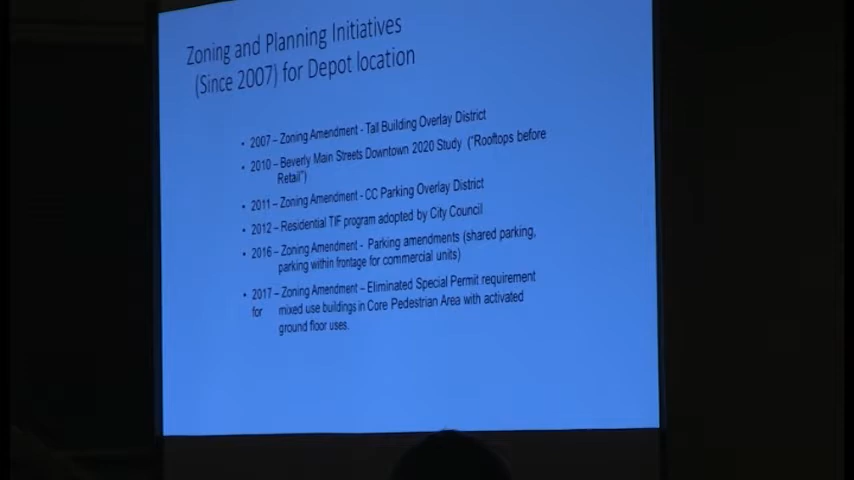 Zoning and Planning Initiatives
(Since 2007) for Depot location
• 2007 – Zoning Amendment - Tall Building Overlay District
• 2010 – Beverly Main Streets Downtown 2020 Study ("Rooftops before
Retail")
• 2011 – Zoning Amendment - CC Parking Overlay District
• 2012 – Residential TIF program adopted by City Council
• 2016 – Zoning Amendment - Parking amendments (shared parking,
parking within frontage for commercial units)
• 2017 – Zoning Amendment – Eliminated Special Permit requirement
for mixed use buildings in Core Pedestrian Area with activated
ground floor uses.